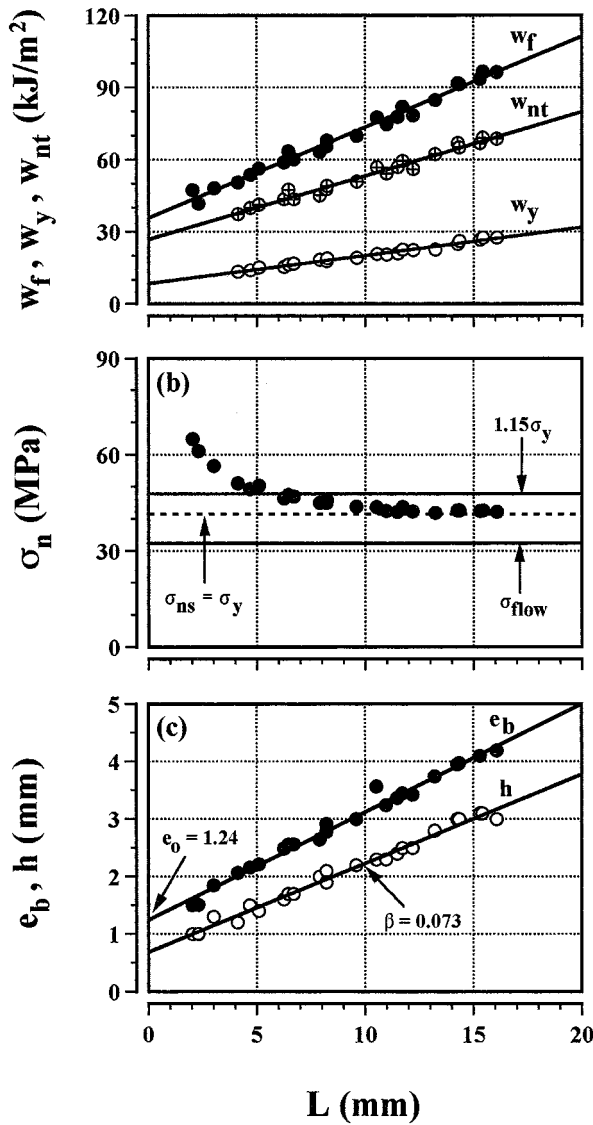 w_f , w_y , w_nt (kJ/m²)
120
90
60
30
0
w_f
w_nt
w_y
σ_n (MPa)
90
60
30
0
(b)
1.15σ_y
σ_ns = σ_y
σ_flow
e_b , h (mm)
5
4
3
2
1
0
(c)
e_b
h
e_o = 1.24
β = 0.073
0 5 10 15 20
L (mm)